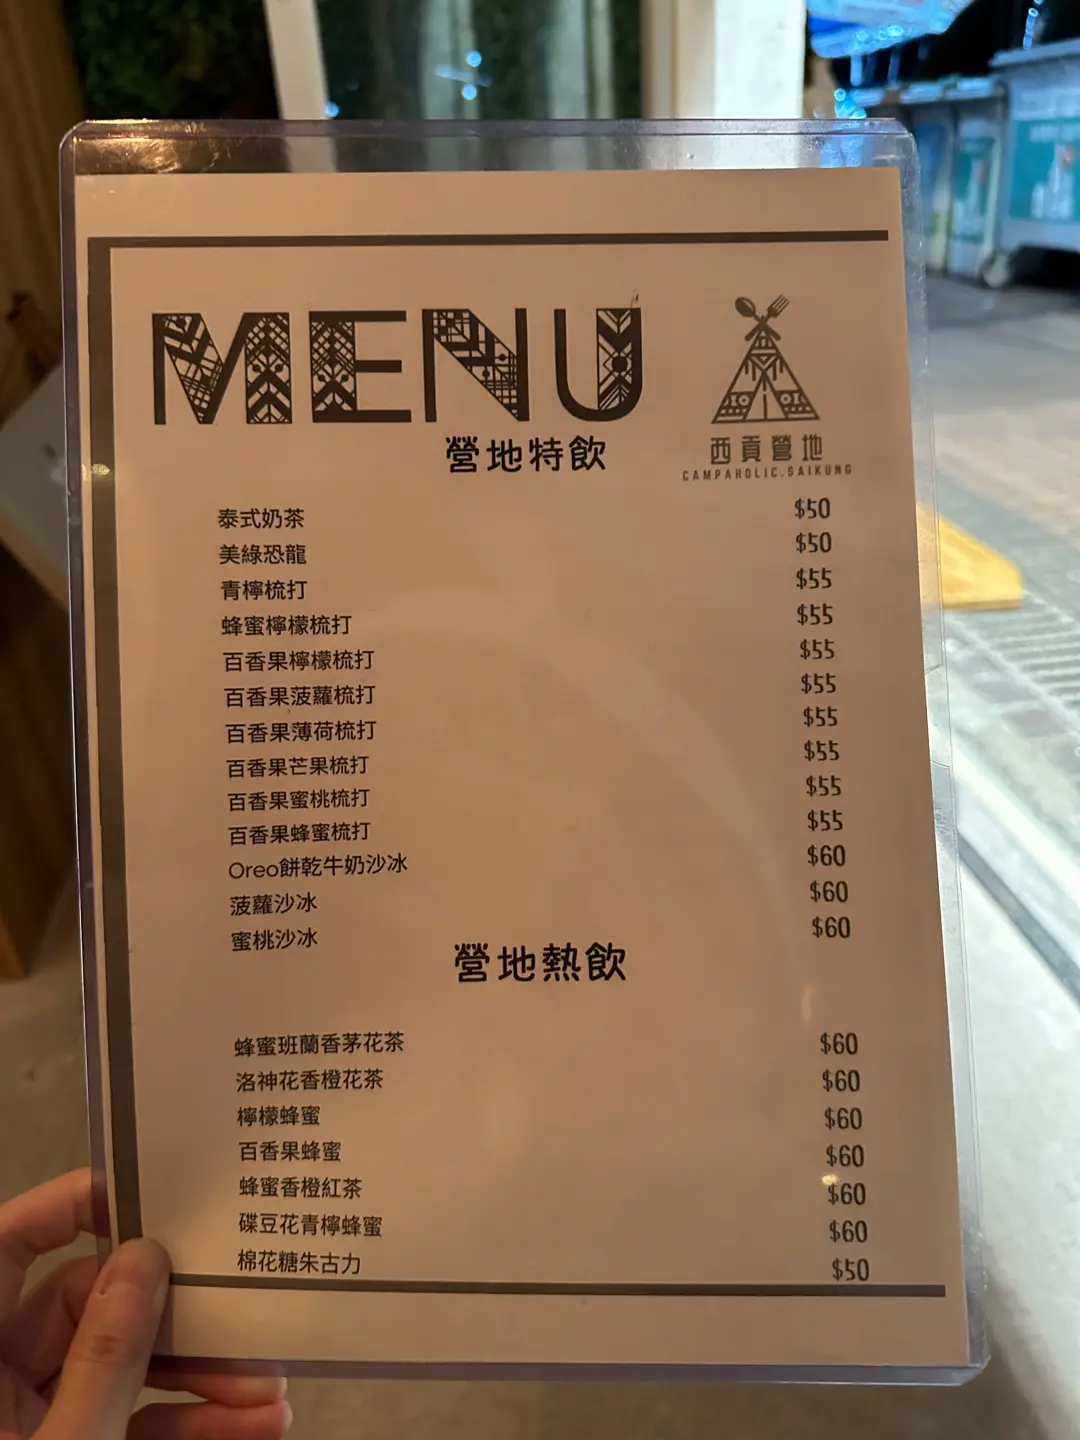 MENU
營地特飲
西貢營地
CAMPAHOLIC.SAIKUNG
泰式奶茶 $50
美綠恐龍 $50
青檸梳打 $55
蜂蜜檸檬梳打 $55
百香果檸檬梳打 $55
百香果菠蘿梳打 $55
百香果薄荷梳打 $55
百香果芒果梳打 $55
百香果蜜桃梳打 $55
百香果蜂蜜梳打 $55
Oreo餅乾牛奶沙冰 $60
菠蘿沙冰 $60
蜜桃沙冰 $60
營地熱飲
蜂蜜班蘭香茅花茶 $60
洛神花香橙花茶 $60
檸檬蜂蜜 $60
百香果蜂蜜 $60
蜂蜜香橙紅茶 $60
碟豆花青檸蜂蜜 $60
棉花糖朱古力 $50